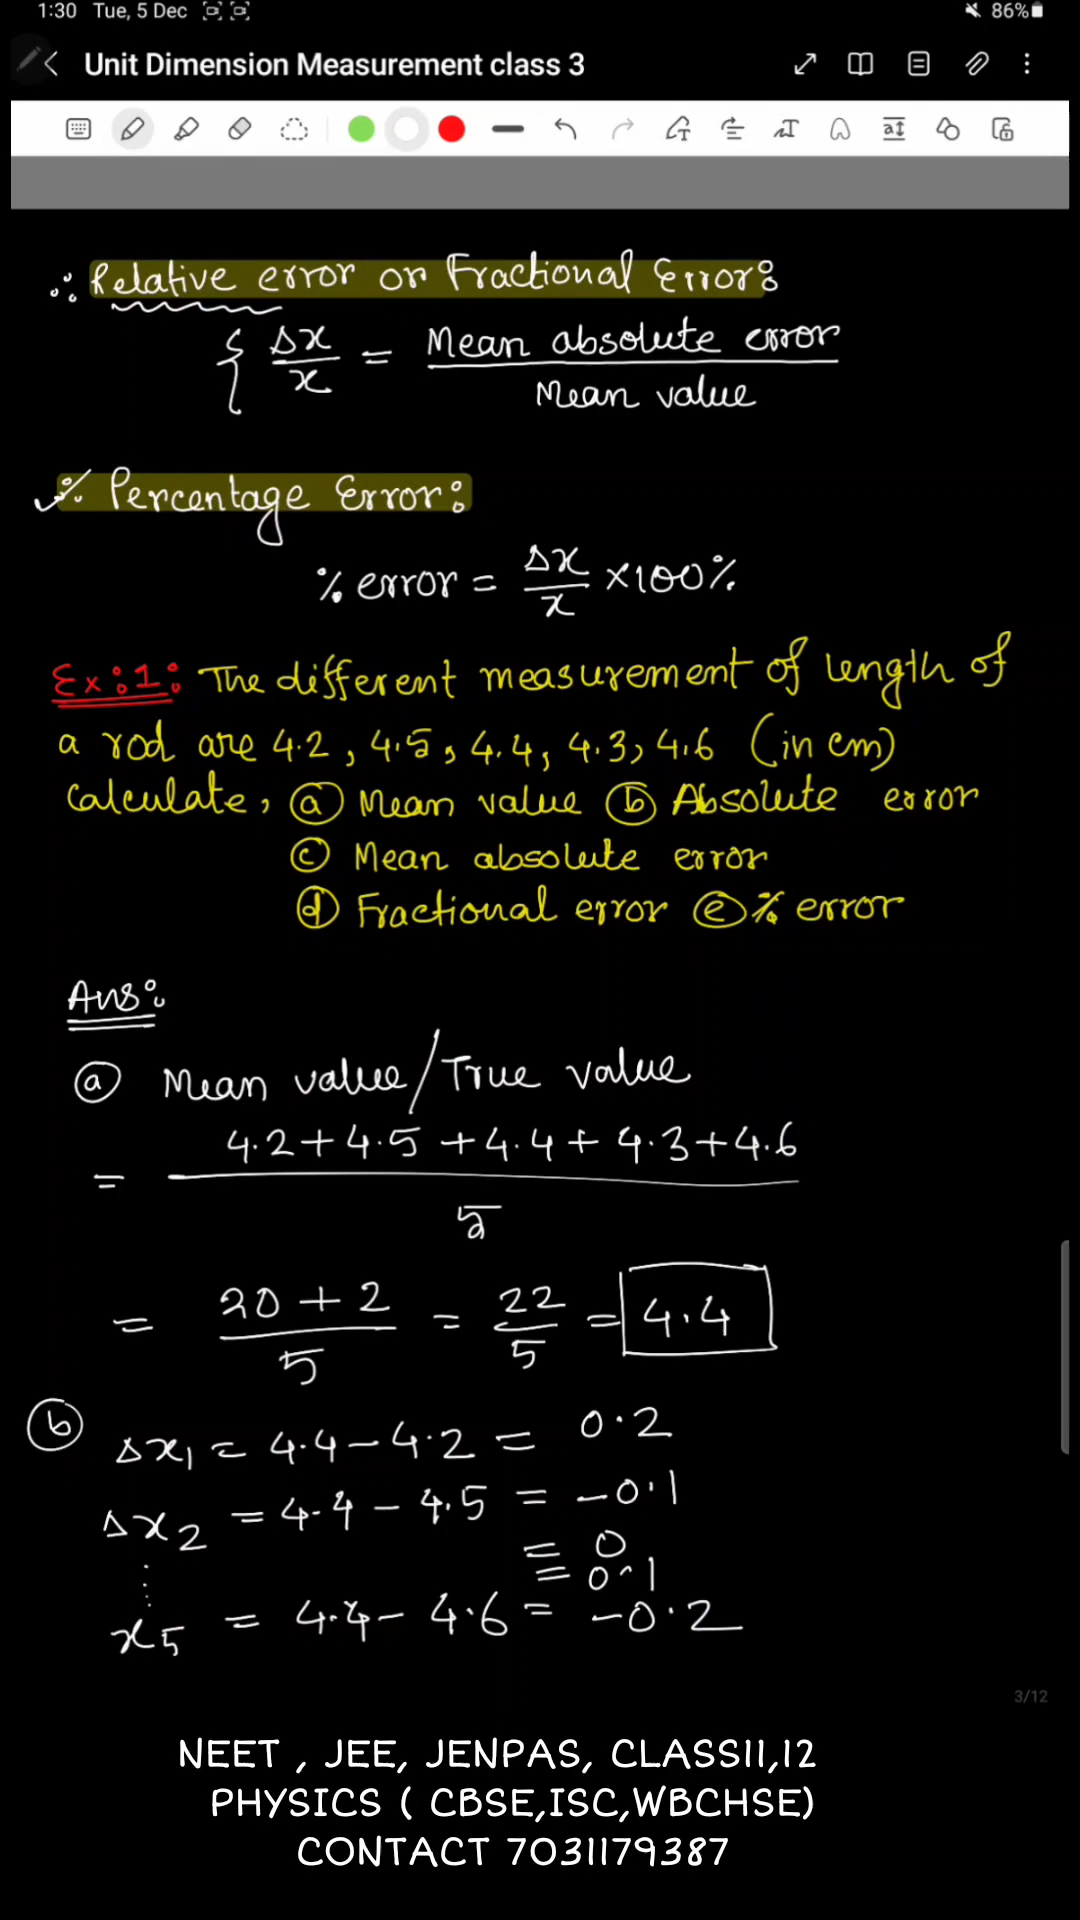 1:30 Tue, 5 Dec 86%
Unit Dimension Measurement class 3
∴ Relative error or Fractional Error:
{ Δx/x = Mean absolute error / Mean value
Percentage Error:
% error = Δx/x ×100%
Ex:1: The different measurement of length of
a rod are 4.2, 4.5, 4.4, 4.3, 4.6 (in cm)
Calculate, ⓐ Mean value ⓑ Absolute error
ⓒ Mean absolute error
ⓓ Fractional error ⓔ % error
Ans:
ⓐ Mean value/True value
= 4.2+4.5+4.4+4.3+4.6 / 5
= 20+2/5 = 22/5 = 4.4
ⓑ Δx1 = 4.4-4.2 = 0.2
Δx2 = 4.4-4.5 = -0.1
= 0
= 0.1
x5 = 4.4-4.6 = -0.2
3/12
NEET , JEE, JENPAS, CLASS11,12
PHYSICS ( CBSE,ISC,WBCHSE)
CONTACT 7031179387